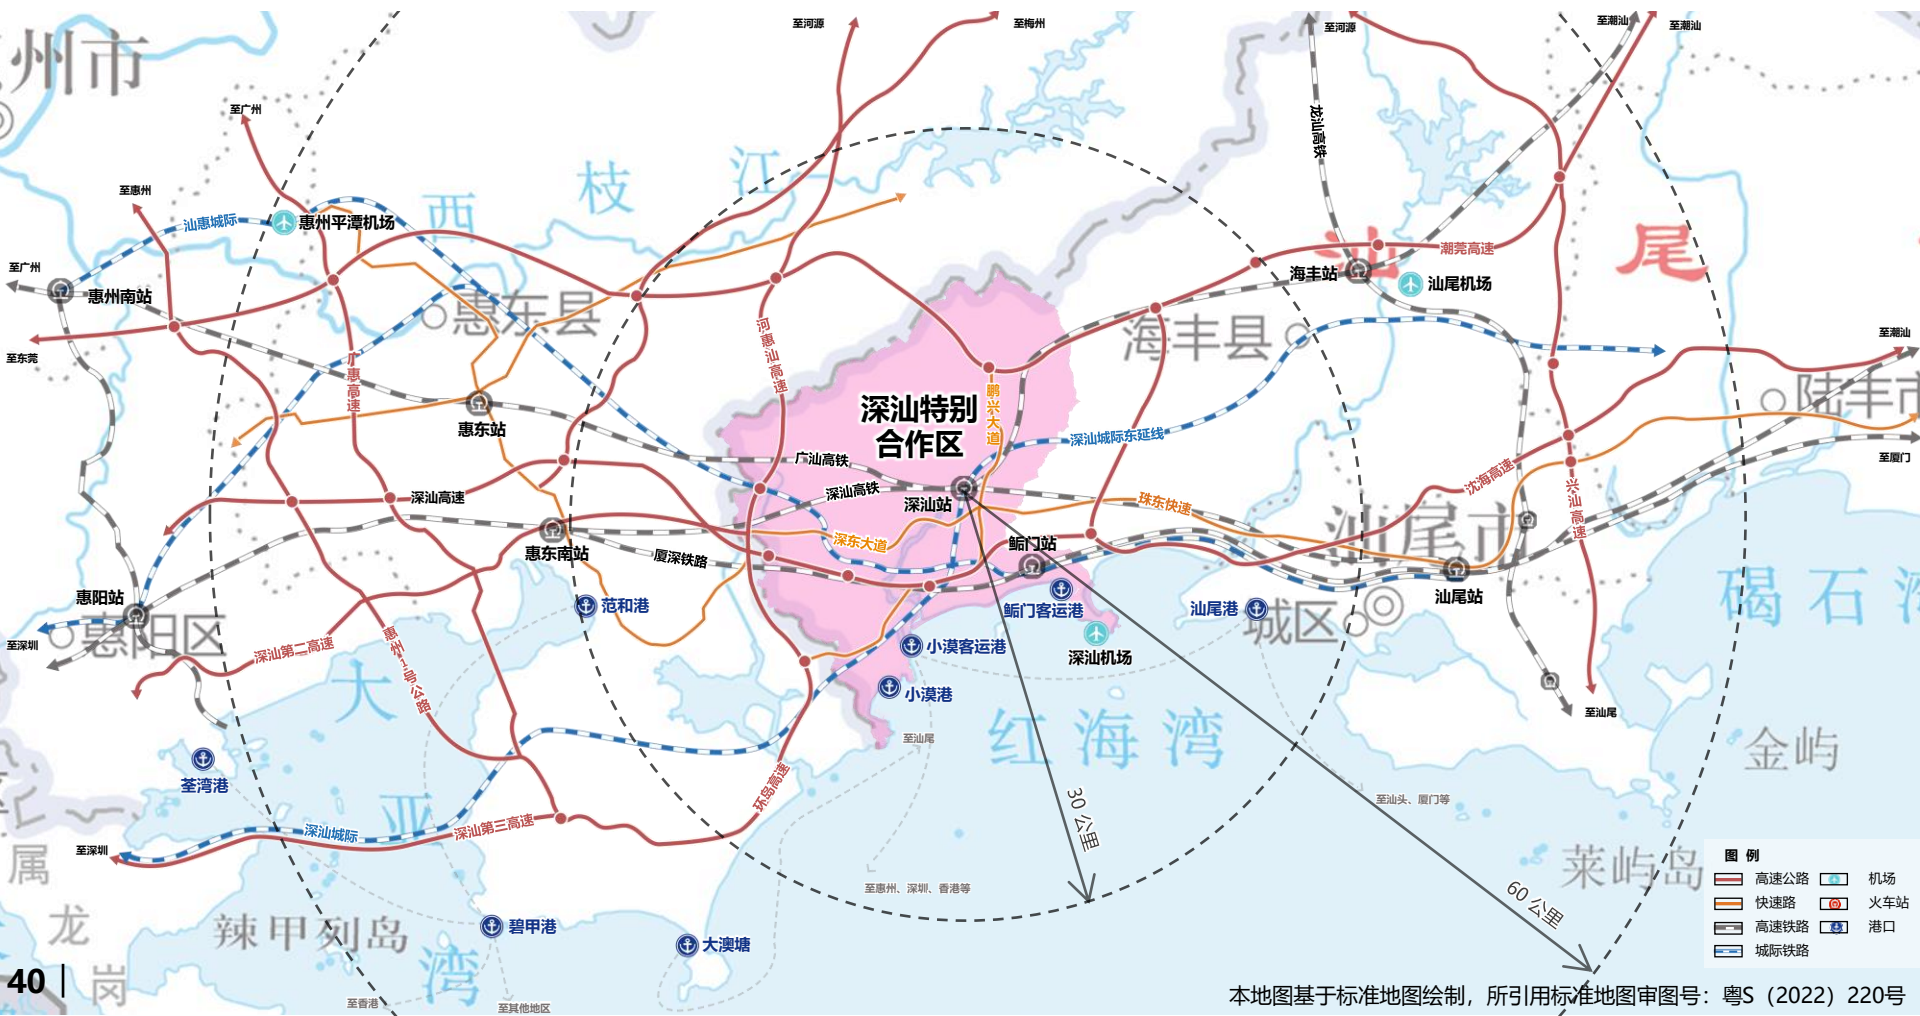 至河源
至梅州
至河源
至潮汕
至潮汕
州市
至广州
龙汕高铁
江
枝
西
至惠州
汕惠城际
惠州平潭机场
汕
尾
潮莞高速
至广州
惠州南站
海丰站
汕尾机场
惠东县
海丰县
河惠汕高速
至潮汕
至东莞
广惠高速
深汕特别
合作区
鹏兴大道
陆丰市
惠东站
深汕城际东延线
至厦门
广汕高铁
深汕高铁
深汕高速
深汕站
沈海高速
珠东快速
兴汕高速
汕尾市
惠东南站
厦深铁路
深东大道
鲘门站
惠阳站
范和港
鲘门客运港
汕尾港
城区
汕尾站
碣石湾
惠阳区
至深圳
深汕第二高速
惠州1号公路
小漠客运港
深汕机场
小漠港
大
至汕尾
至汕尾
红海湾
金屿
荃湾港
环岛高速
30 公里
至汕头、厦门等
亚
深汕城际
深汕第三高速
至深圳
属
至惠州、深圳、香港等
60 公里
莱屿岛
图 例
高速公路
机场
快速路
火车站
高速铁路
港口
城际铁路
龙
辣甲列岛
碧甲港
大澳塘
湾
岗
40
至香港
至其他地区
本地图基于标准地图绘制，所引用标准地图审图号：粤S（2022）220号